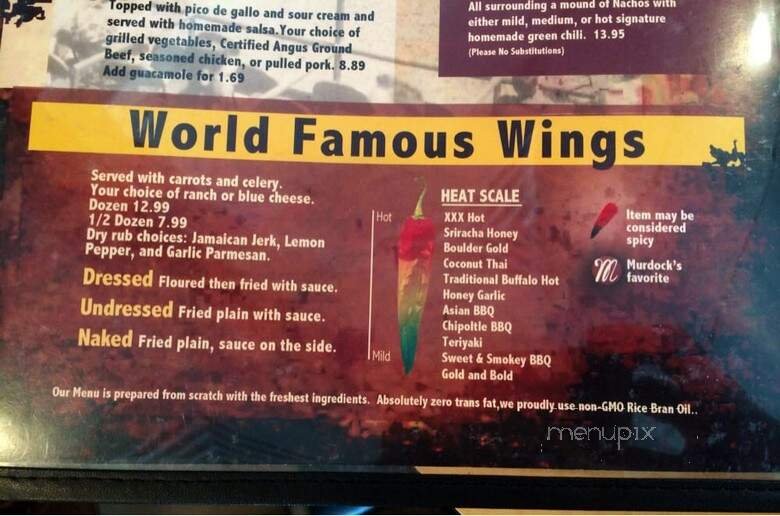 Topped with pico de gallo and sour cream and
served with homemade salsa.Your choice of
grilled vegetables, Certified Angus Ground
Beef, seasoned chicken, or pulled pork. 8.89
Add guacamole for 1.69
All surrounding a mound of Nachos with
either mild, medium, or hot signature
homemade green chili. 13.95
(Please No Substitutions)
World Famous Wings
Served with carrots and celery.
Your choice of ranch or blue cheese.
Dozen 12.99
1/2 Dozen 7.99
Dry rub choices: Jamaican Jerk, Lemon
Pepper, and Garlic Parmesan.
Dressed Floured then fried with sauce.
Undressed Fried plain with sauce.
Naked Fried plain, sauce on the side.
Hot
Mild
HEAT SCALE
XXX Hot
Sriracha Honey
Boulder Gold
Coconut Thai
Traditional Buffalo Hot
Honey Garlic
Asian BBQ
Chipoltle BBQ
Teriyaki
Sweet & Smokey BBQ
Gold and Bold
Item may be
considered
spicy
M Murdock's
favorite
Our Menu is prepared from scratch with the freshest ingredients. Absolutely zero trans fat,we proudly use non-GMO Rice Bran Oil..
menupix